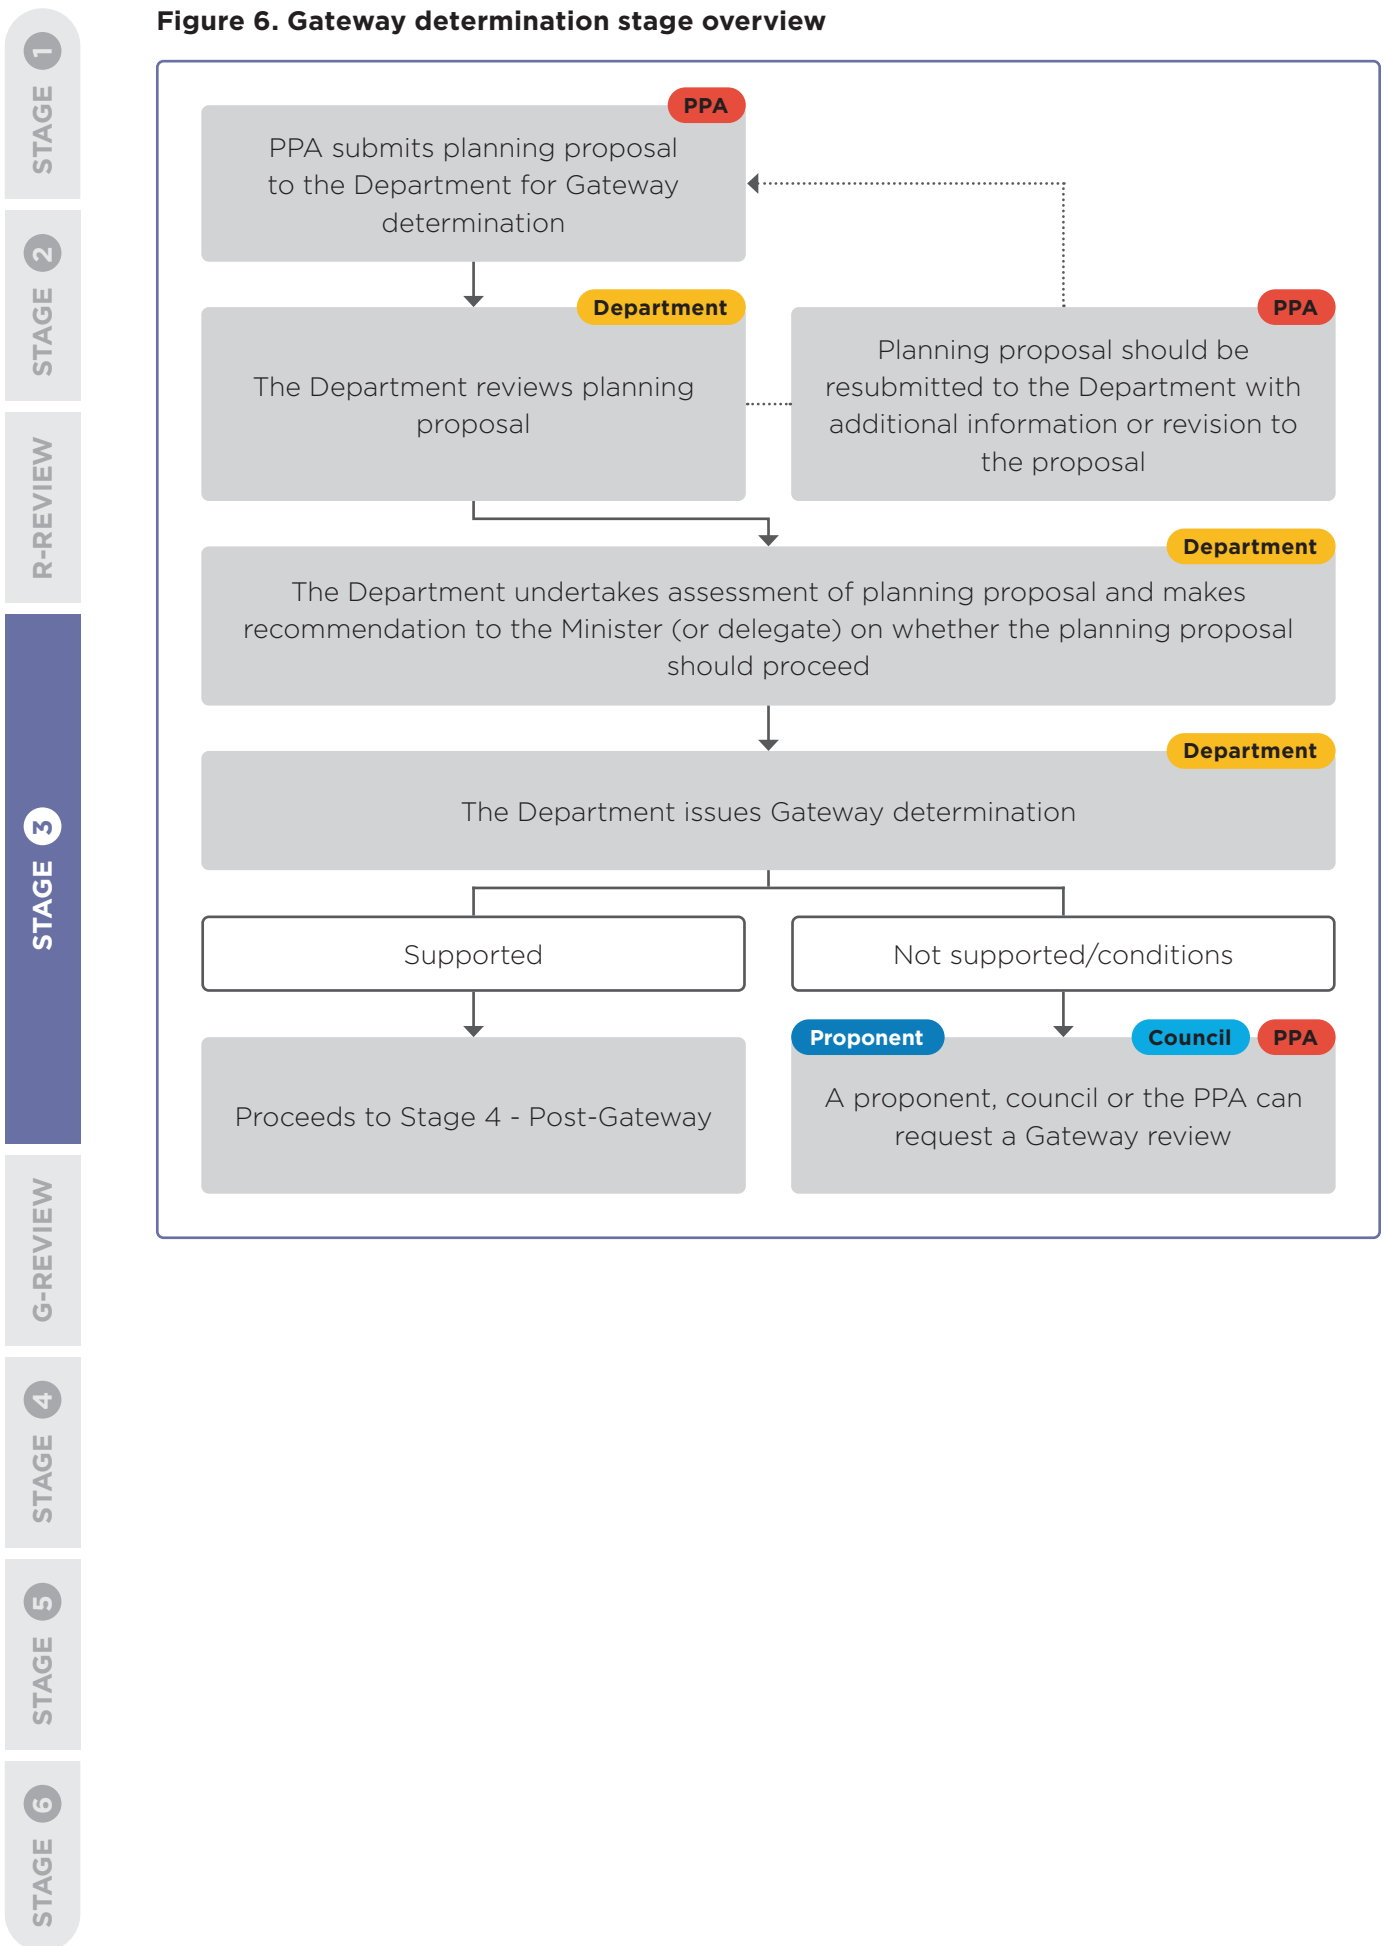 Figure 6. Gateway determination stage overview
STAGE 1
STAGE 2
R-REVIEW
STAGE 3
G-REVIEW
STAGE 4
STAGE 5
STAGE 6
PPA
PPA submits planning proposal
to the Department for Gateway
determination
Department
The Department reviews planning
proposal
PPA
Planning proposal should be
resubmitted to the Department with
additional information or revision to
the proposal
Department
The Department undertakes assessment of planning proposal and makes
recommendation to the Minister (or delegate) on whether the planning proposal
should proceed
Department
The Department issues Gateway determination
Supported
Not supported/conditions
Proceeds to Stage 4 - Post-Gateway
Proponent
Council
PPA
A proponent, council or the PPA can
request a Gateway review